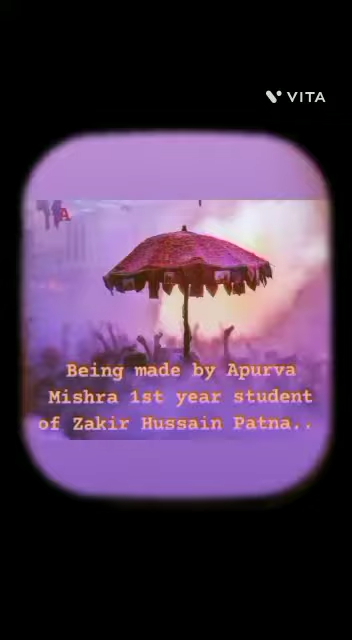 VITA
A
Being made by Apurva
Mishra 1st year student
of Zakir Hussain Patna..